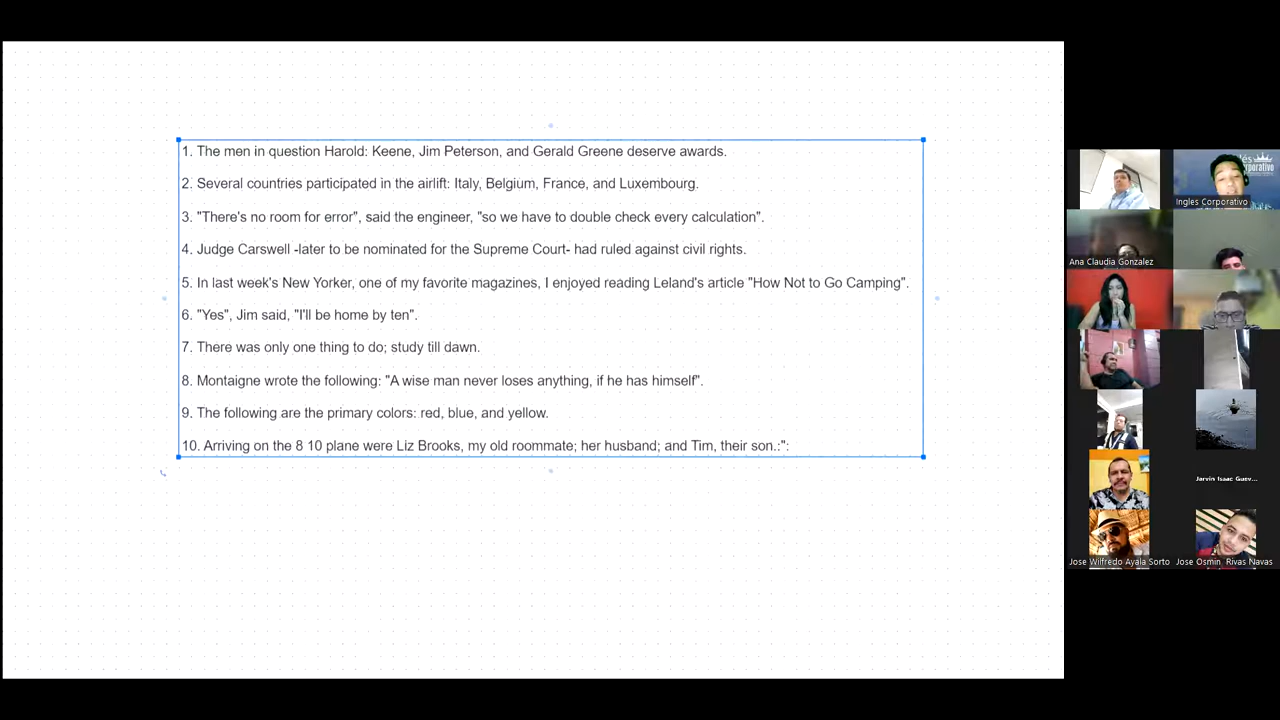 1. The men in question Harold: Keene, Jim Peterson, and Gerald Greene deserve awards.
2. Several countries participated in the airlift: Italy, Belgium, France, and Luxembourg.
3. "There's no room for error", said the engineer, "so we have to double check every calculation".
4. Judge Carswell -later to be nominated for the Supreme Court- had ruled against civil rights.
5. In last week's New Yorker, one of my favorite magazines, I enjoyed reading Leland's article "How Not to Go Camping".
6. "Yes", Jim said, "I'll be home by ten".
7. There was only one thing to do; study till dawn.
8. Montaigne wrote the following: "A wise man never loses anything, if he has himself".
9. The following are the primary colors: red, blue, and yellow.
10. Arriving on the 8 10 plane were Liz Brooks, my old roommate; her husband; and Tim, their son.:":
Ingles Corporativo
Ana Claudia Gonzalez
Jarvin Isaac Guev...
Jose Wilfredo Ayala Sorto
Jose Osmin Rivas Navas